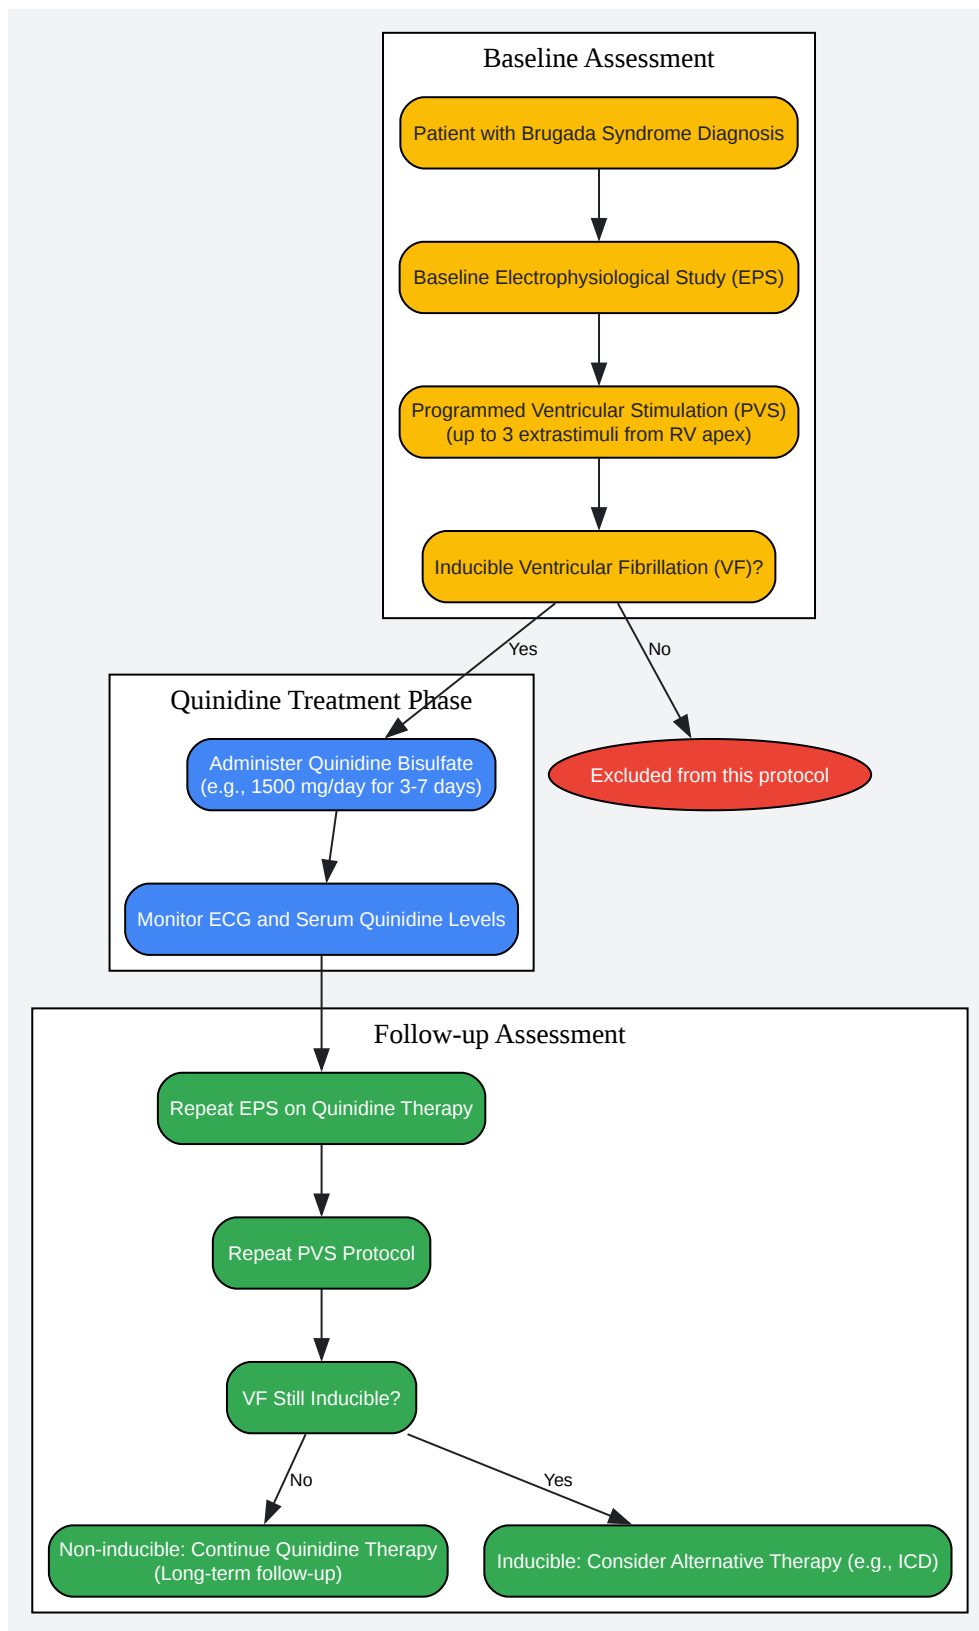 Baseline Assessment
Patient with Brugada Syndrome Diagnosis
Baseline Electrophysiological Study (EPS)
Programmed Ventricular Stimulation (PVS)
(up to 3 extrastimuli from RV apex)
Inducible Ventricular Fibrillation (VF)?
Yes
No
Quinidine Treatment Phase
Administer Quinidine Bisulfate
(e.g., 1500 mg/day for 3-7 days)
Excluded from this protocol
Monitor ECG and Serum Quinidine Levels
Follow-up Assessment
Repeat EPS on Quinidine Therapy
Repeat PVS Protocol
VF Still Inducible?
No
Yes
Non-inducible: Continue Quinidine Therapy
(Long-term follow-up)
Inducible: Consider Alternative Therapy (e.g., ICD)